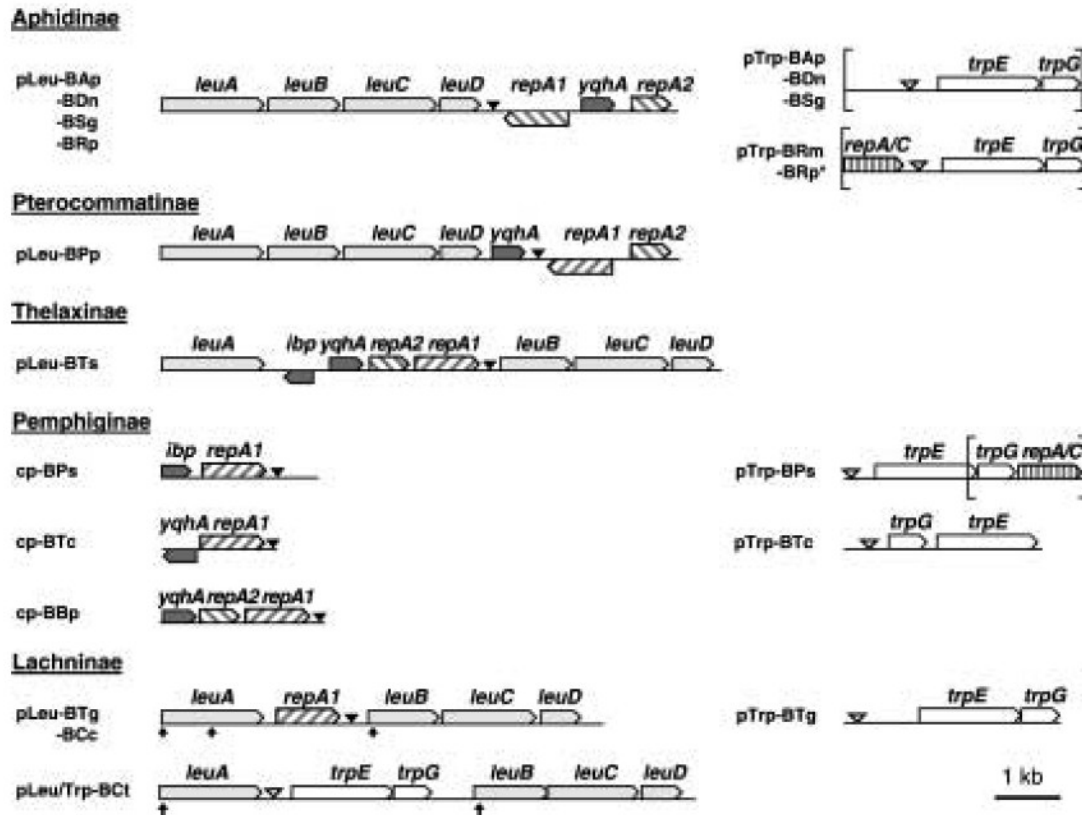 Aphidinae
leuA leuB leuC leuD repA1 yqhA repA2
pLeu-BAp
-BDn
-BSg
-BRp
pTrp-BAp trpE trpG
-BDn
-BSg
pTrp-BRm repA/C trpE trpG
-BRp*
Pterocommatinae
leuA leuB leuC leuD yqhA repA1 repA2
pLeu-BPp
Thelaxinae
leuA ibp yqhA repA2 repA1 leuB leuC leuD
pLeu-BTs
Pemphiginae
ibp repA1
cp-BPs
trpE trpG repA/C
pTrp-BPs
yqhA repA1
cp-BTc
trpG trpE
pTrp-BTc
yqhA repA2 repA1
cp-BBp
Lachninae
leuA repA1 leuB leuC leuD
pLeu-BTg
-BCc
trpE trpG
pTrp-BTg
leuA trpE trpG leuB leuC leuD
pLeu/Trp-BCt
1 kb